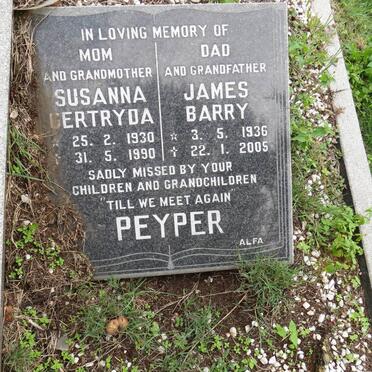 IN LOVING MEMORY OF
MOM
AND GRANDMOTHER
SUSANNA
GERTRYDA
☆ 25. 2. 1930
✝ 31. 5. 1990
DAD
AND GRANDFATHER
JAMES
BARRY
☆ 3. 5. 1936
✝ 22. 1. 2005
SADLY MISSED BY YOUR
CHILDREN AND GRANDCHILDREN
"TILL WE MEET AGAIN"
PEYPER
ALFA